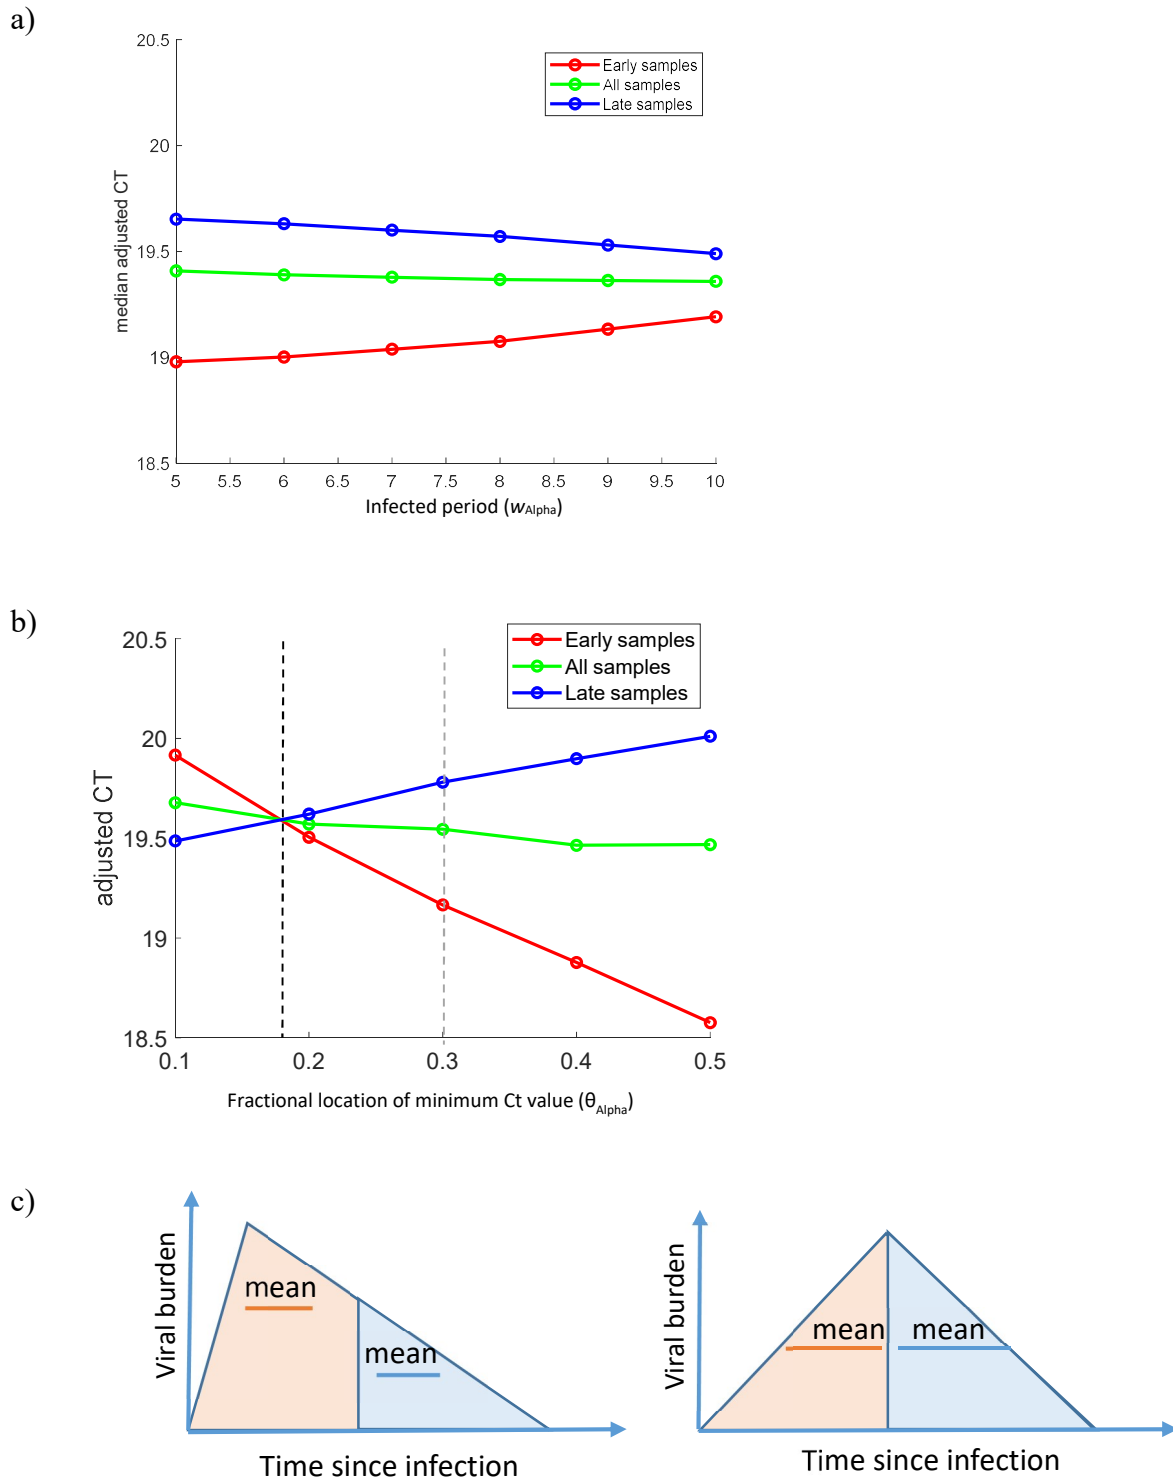 a)
20.5
20
19.5
19
18.5
median adjusted CT
Early samples
All samples
Late samples
5 5.5 6 6.5 7 7.5 8 8.5 9 9.5 10
Infected period (wAlpha)
b)
20.5
20
19.5
19
18.5
adjusted CT
Early samples
All samples
Late samples
0.1 0.2 0.3 0.4 0.5
Fractional location of minimum Ct value (θAlpha)
c)
Viral burden
mean
mean
Time since infection
Viral burden
mean
mean
Time since infection